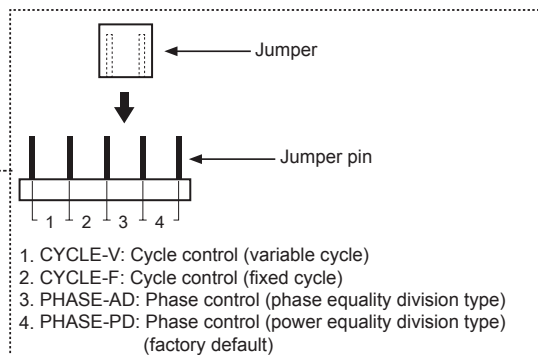 Jumper
Jumper pin
1 2 3 4
1. CYCLE-V: Cycle control (variable cycle)
2. CYCLE-F: Cycle control (fixed cycle)
3. PHASE-AD: Phase control (phase equality division type)
4. PHASE-PD: Phase control (power equality division type)
(factory default)